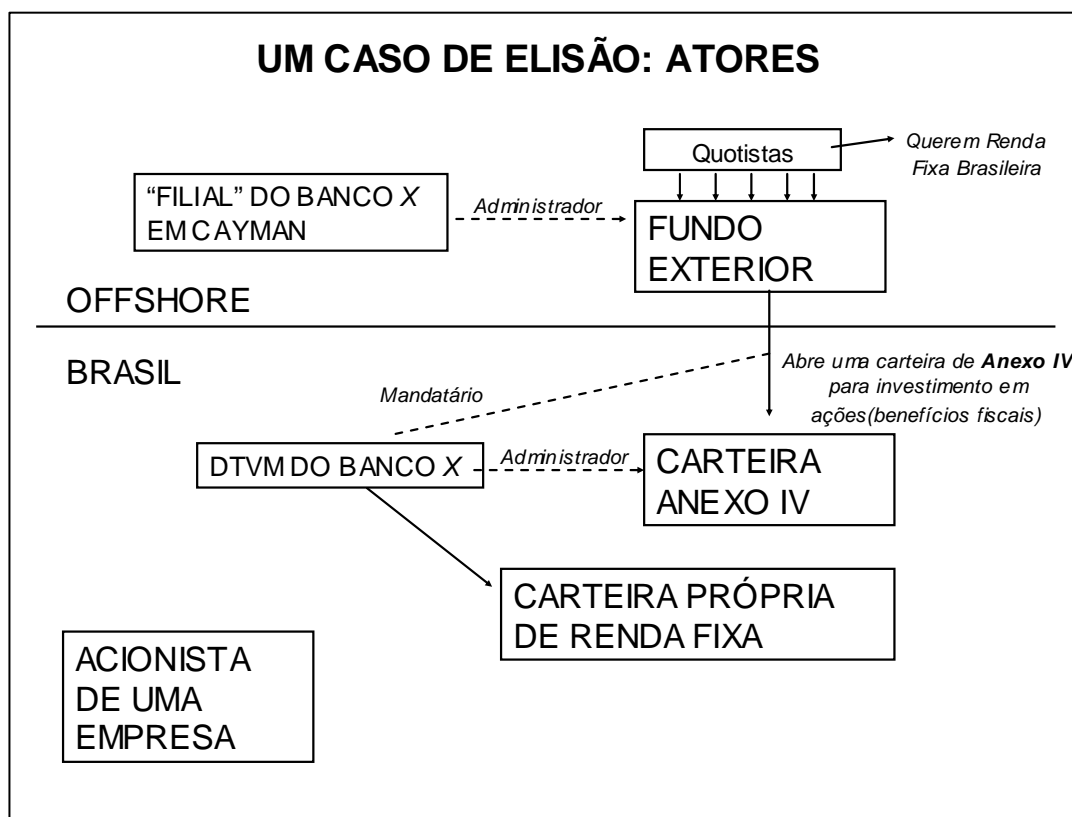 UM CASO DE ELISÃO: ATORES
Quotistas
Querem Renda
Fixa Brasileira
“FILIAL” DO BANCO X
EM CAYMAN
Administrador
FUNDO
EXTERIOR
OFFSHORE
BRASIL
Abre uma carteira de Anexo IV
para investimento em
ações(benefícios fiscais)
Mandatário
DTVM DO BANCO X
Administrador
CARTEIRA
ANEXO IV
CARTEIRA PRÓPRIA
DE RENDA FIXA
ACIONISTA
DE UMA
EMPRESA